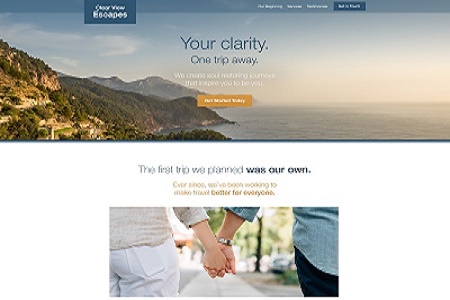 Clear View
Escapes
Our Beginning
Services
Testimonials
Get In Touch
Your clarity.
One trip away.
We create soul restoring journeys
that inspire you to be you.
Get Started Today
The first trip we planned was our own.
Ever since, we've been working to
make travel better for everyone.